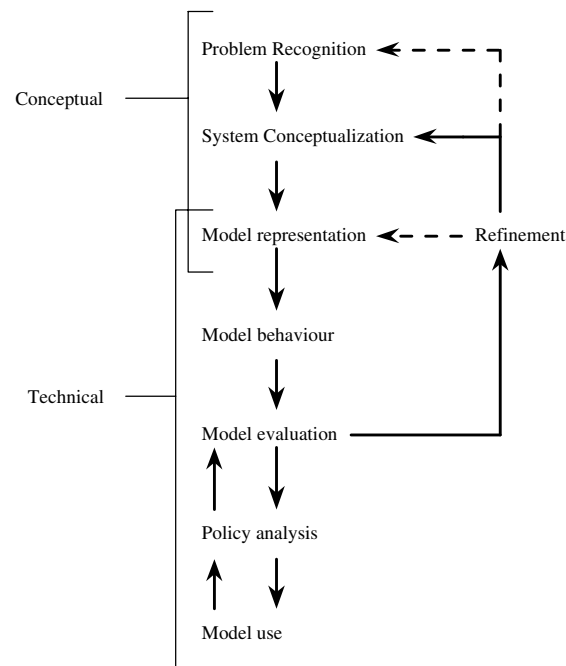 Problem Recognition
Conceptual
System Conceptualization
Model representation
Refinement
Model behaviour
Technical
Model evaluation
Policy analysis
Model use